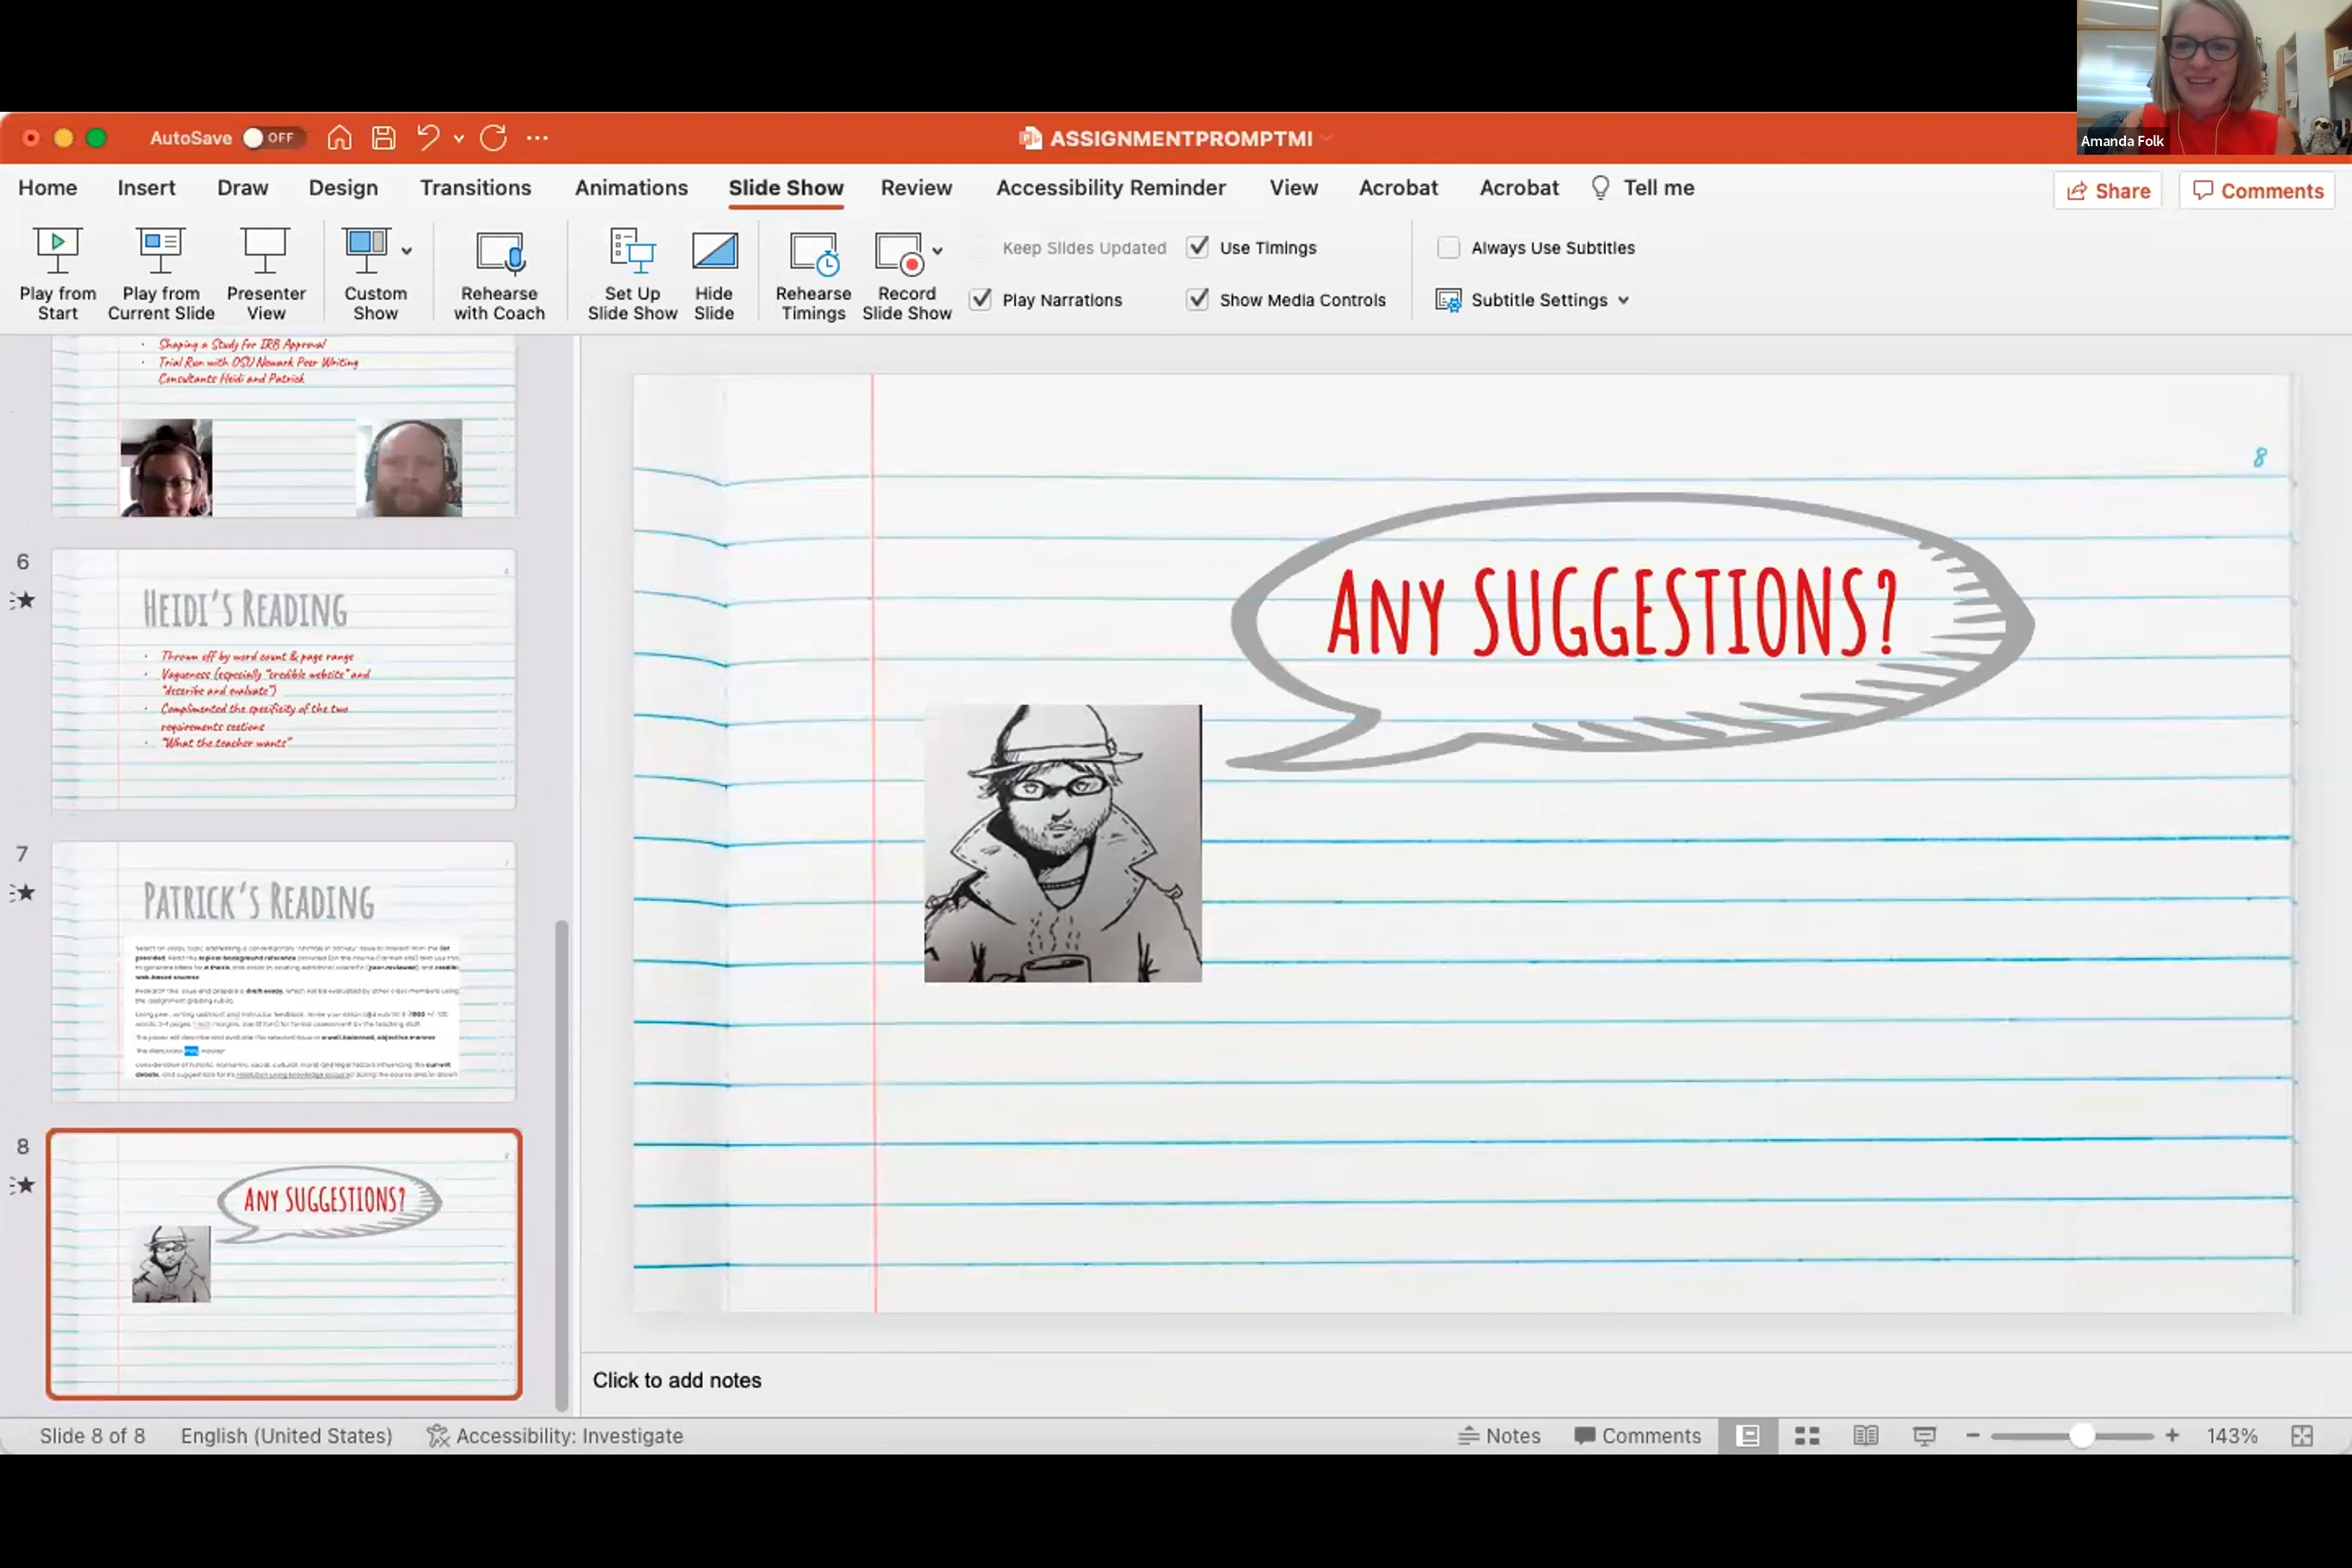 Amanda Folk
AutoSave OFF
ASSIGNMENTPROMPTMI
Home Insert Draw Design Transitions Animations Slide Show Review Accessibility Reminder View Acrobat Acrobat Tell me
Share Comments
Play from Start
Play from Current Slide
Presenter View
Custom Show
Rehearse with Coach
Set Up Slide Show
Hide Slide
Rehearse Timings
Record Slide Show
Keep Slides Updated
Play Narrations
Use Timings
Show Media Controls
Always Use Subtitles
Subtitle Settings
• Shaping a Study for IRB Approval
• Trial Run with OSU Newark Peer Writing
Consultants Heidi and Patrick
6
HEIDI'S READING
• Thrown off by word count & page range
• Vagueness (especially "credible website" and
"describe and evaluate")
• Complimented the specificity of the two
requirements sections
• "What the teacher wants"
7
PATRICK'S READING
8
ANY SUGGESTIONS?
8
ANY SUGGESTIONS?
Click to add notes
Slide 8 of 8 English (United States) Accessibility: Investigate
Notes Comments 143%